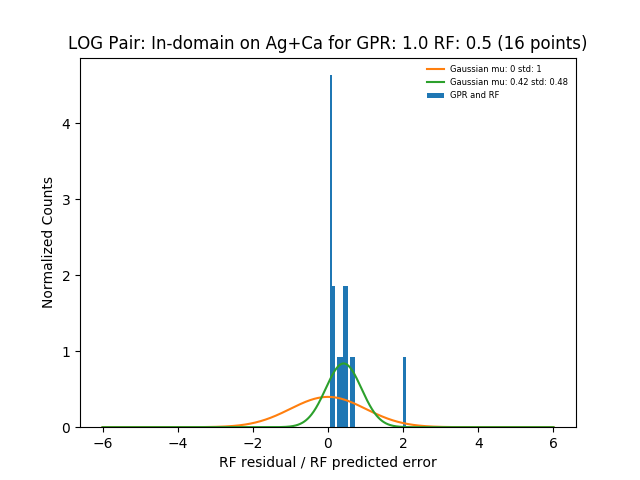 LOG Pair: In-domain on Ag+Ca for GPR: 1.0 RF: 0.5 (16 points)
Gaussian mu: 0 std: 1
Gaussian mu: 0.42 std: 0.48
GPR and RF
Normalized Counts
4
3
2
1
0
−6
−4
−2
0
2
4
6
RF residual / RF predicted error